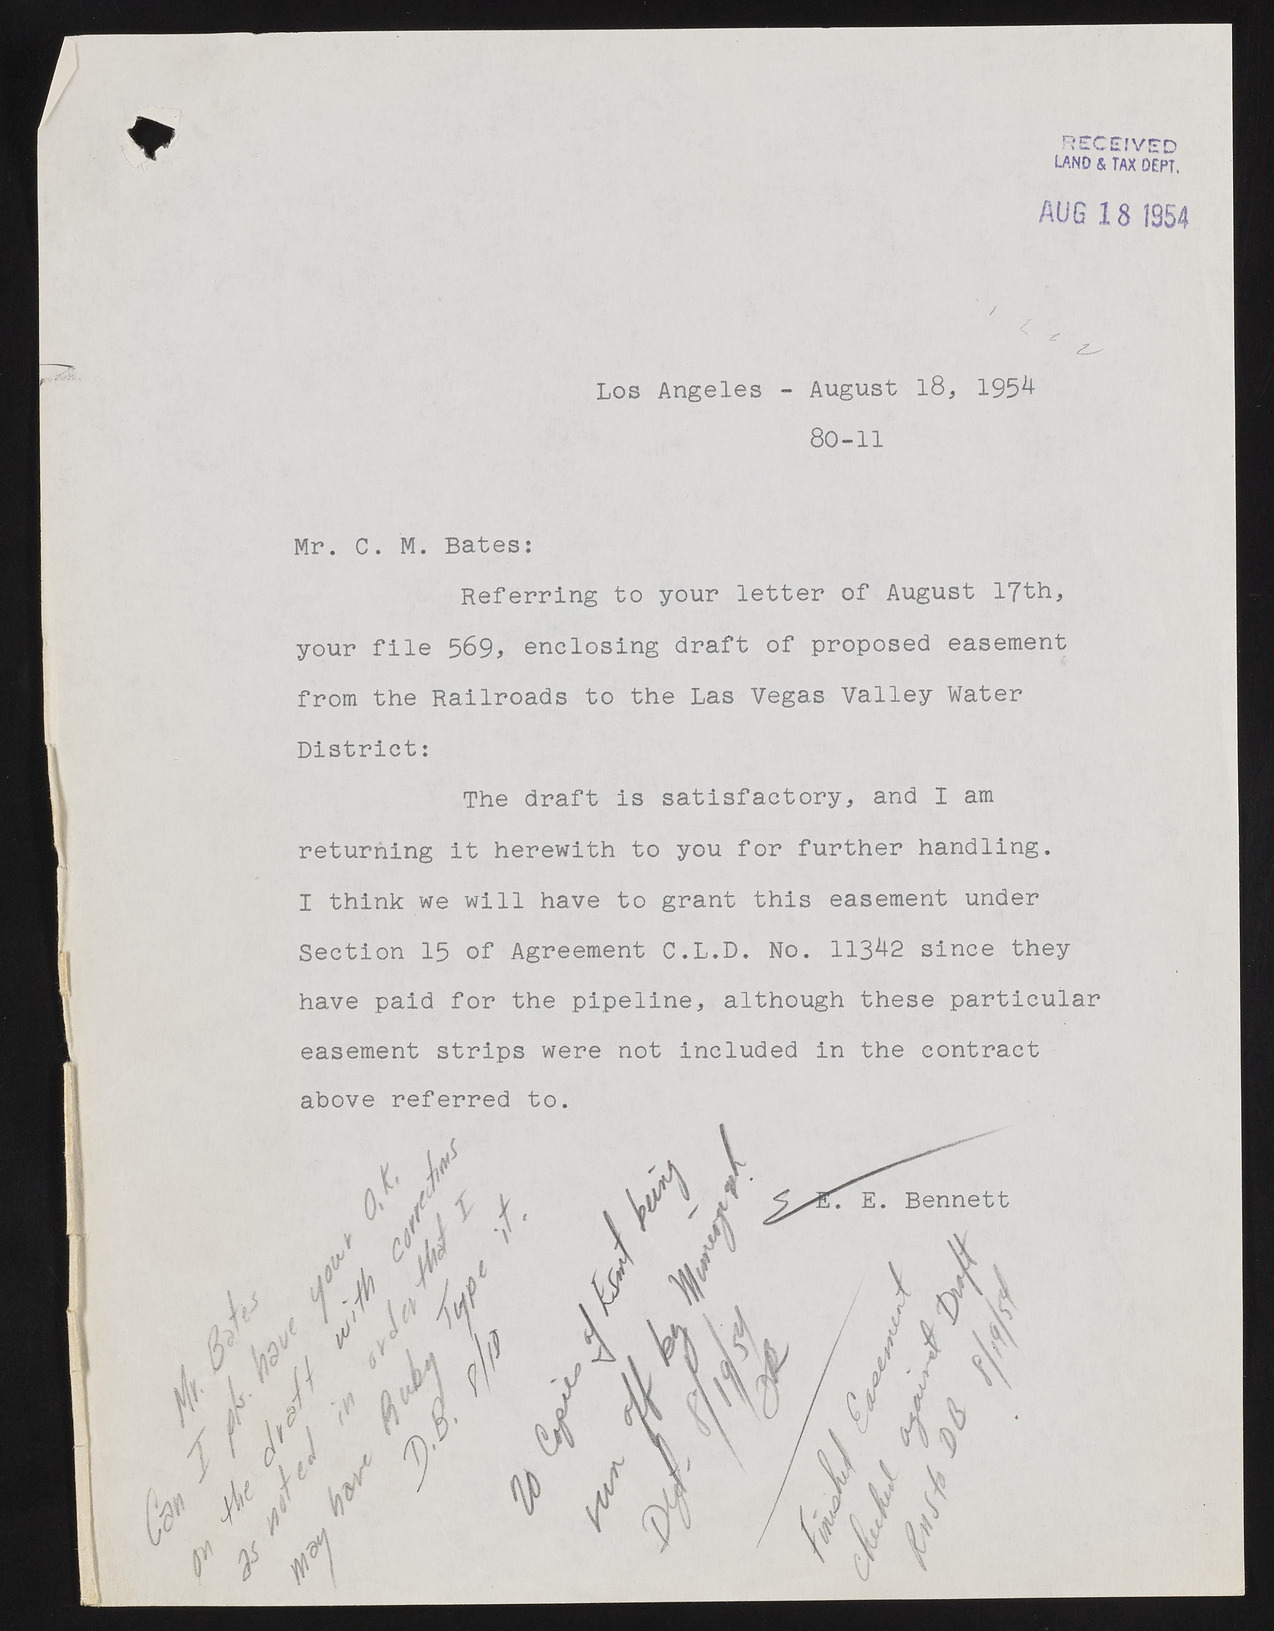 RECEIVED
LAND & TAX DEPT.
AUG 18 1954
Los Angeles - August 18, 1954
80-11
Mr. C. M. Bates:
Referring to your letter of August 17th,
your file 569, enclosing draft of proposed easement
from the Railroads to the Las Vegas Valley Water
District:
The draft is satisfactory, and I am
returning it herewith to you for further handling.
I think we will have to grant this easement under
Section 15 of Agreement C.L.D. No. 11342 since they
have paid for the pipeline, although these particular
easement strips were not included in the contract
above referred to.
E. E. Bennett
Mr. Bates
Can I pls. have your O.K.
on the draft with corrections
as noted in order that I
may have Ruby Type it.
D.B. 8/18
20 Copies of Esmt being
run off by Mimeograph.
Dept. 8/19/54
DB
Finished Easement
checked against Draft
RNS to DB 8/19/54